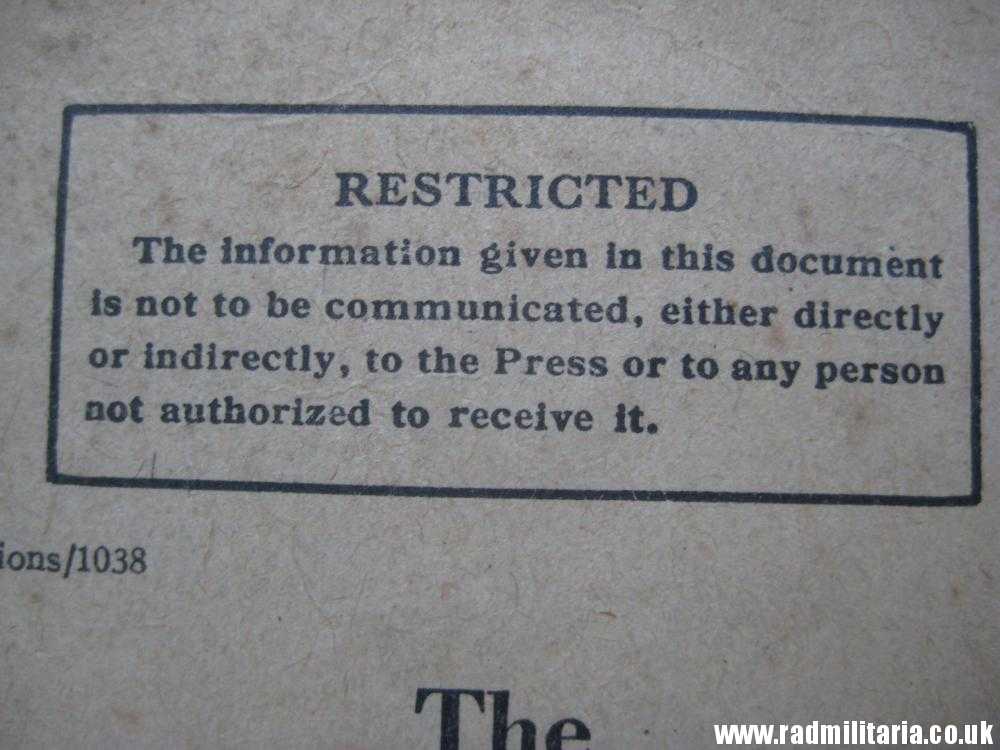 RESTRICTED
The information given in this document
is not to be communicated, either directly
or indirectly, to the Press or to any person
not authorized to receive it.
ions/1038
The
www.radmilitaria.co.uk